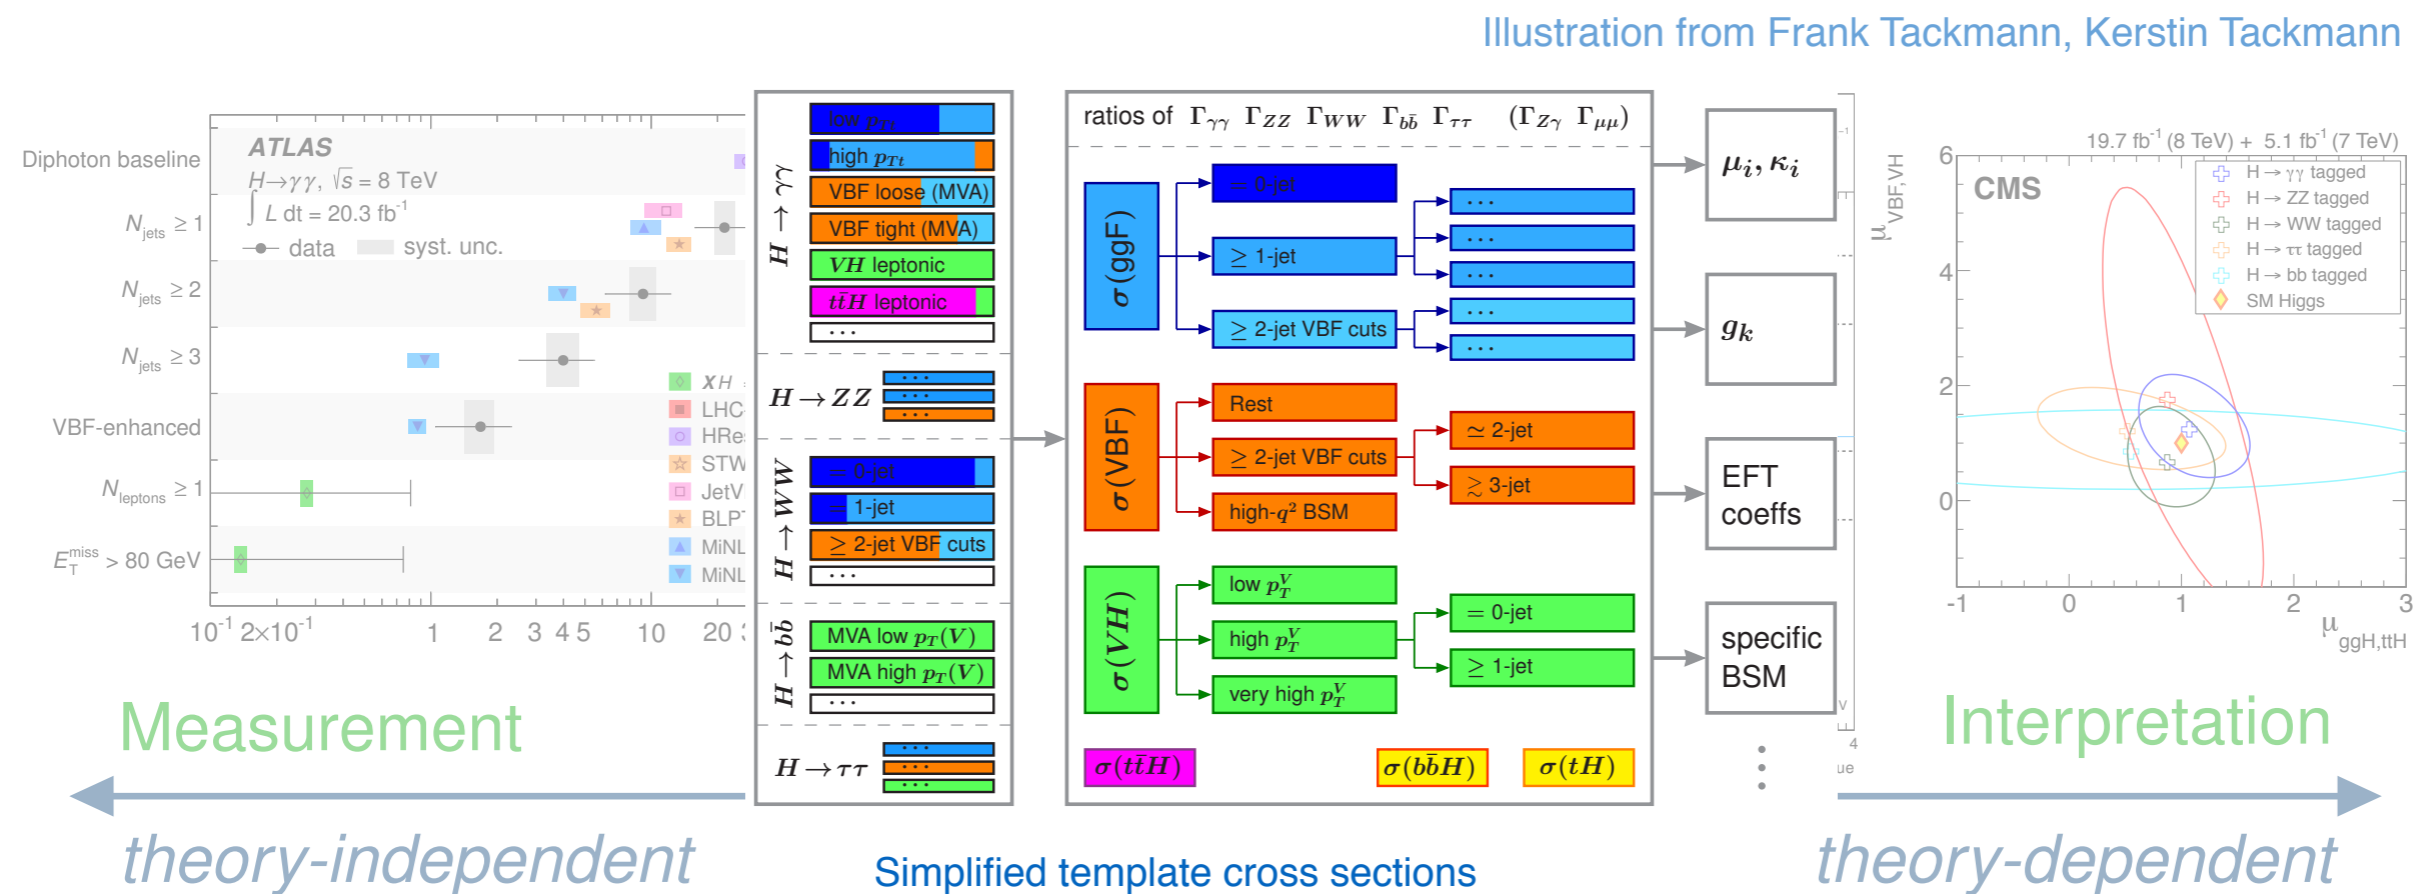 Illustration from Frank Tackmann, Kerstin Tackmann
Diphoton baseline
N_jets ≥ 1
N_jets ≥ 2
N_jets ≥ 3
VBF-enhanced
N_leptons ≥ 1
E_T^miss > 80 GeV
ATLAS
H→γγ, √s = 8 TeV
∫ L dt = 20.3 fb⁻¹
data
syst. unc.
XH
LHC-
HRes
STW
JetV
BLPT
MiNL
MiNL
10⁻¹ 2×10⁻¹ 1 2 3 4 5 10 20
H→γγ
low p_Tt
high p_Tt
VBF loose (MVA)
VBF tight (MVA)
VH leptonic
tt̄H leptonic
...
H→ZZ
...
...
...
H→WW
= 0-jet
= 1-jet
≥ 2-jet VBF cuts
...
H→bb̄
MVA low p_T(V)
MVA high p_T(V)
...
H→ττ
...
...
...
ratios of Γ_γγ Γ_ZZ Γ_WW Γ_bb̄ Γ_ττ (Γ_Zγ Γ_μμ)
σ(ggF)
= 0-jet
≥ 1-jet
≥ 2-jet VBF cuts
...
...
...
...
...
σ(VBF)
Rest
≥ 2-jet VBF cuts
high-q² BSM
≃ 2-jet
≳ 3-jet
σ(VH)
low p_T^V
high p_T^V
very high p_T^V
= 0-jet
≥ 1-jet
σ(tt̄H)
σ(bb̄H)
σ(tH)
μ_i, κ_i
g_k
EFT
coeffs
specific
BSM
-1
V
4
ue
19.7 fb⁻¹ (8 TeV) + 5.1 fb⁻¹ (7 TeV)
CMS
H → γγ tagged
H → ZZ tagged
H → WW tagged
H → ττ tagged
H → bb tagged
SM Higgs
μ_VBF,VH
6
4
2
0
-1 0 1 2 3
μ_ggH,ttH
Measurement
Interpretation
theory-independent
Simplified template cross sections
theory-dependent